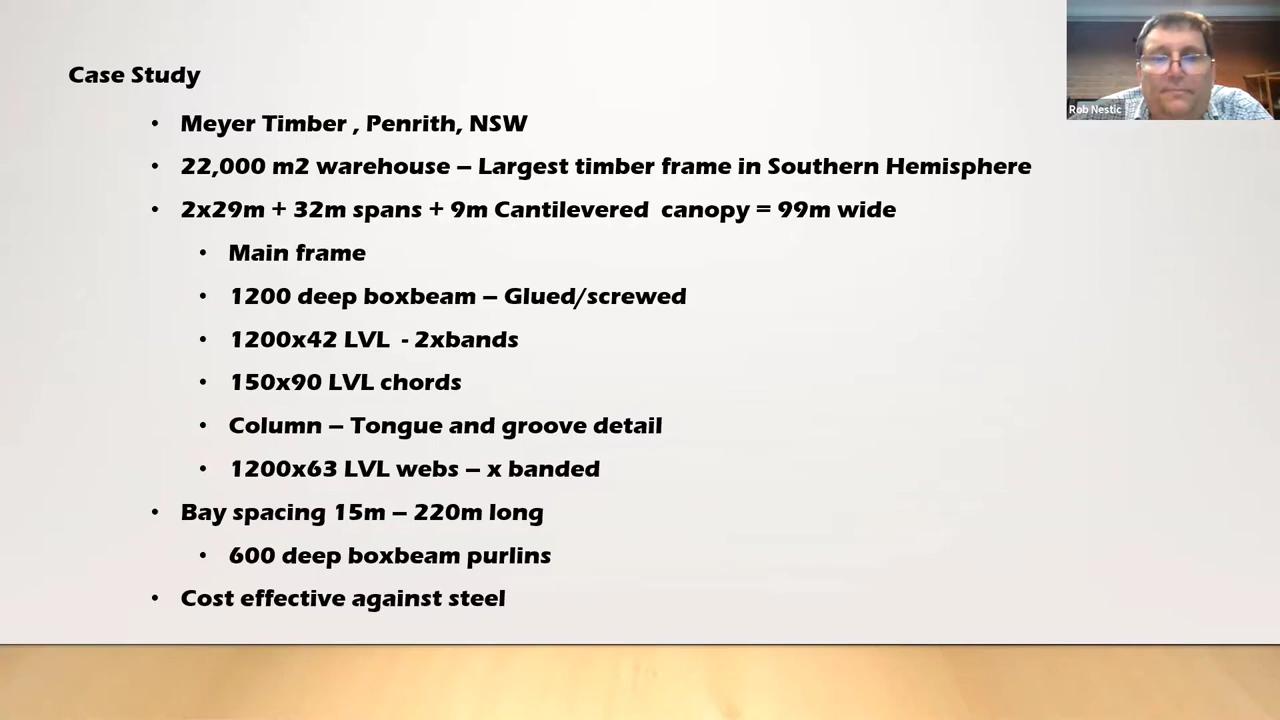 Case Study
• Meyer Timber , Penrith, NSW
• 22,000 m2 warehouse – Largest timber frame in Southern Hemisphere
• 2x29m + 32m spans + 9m Cantilevered canopy = 99m wide
• Main frame
• 1200 deep boxbeam – Glued/screwed
• 1200x42 LVL - 2xbands
• 150x90 LVL chords
• Column – Tongue and groove detail
• 1200x63 LVL webs – x banded
• Bay spacing 15m – 220m long
• 600 deep boxbeam purlins
• Cost effective against steel
Rob Nestic